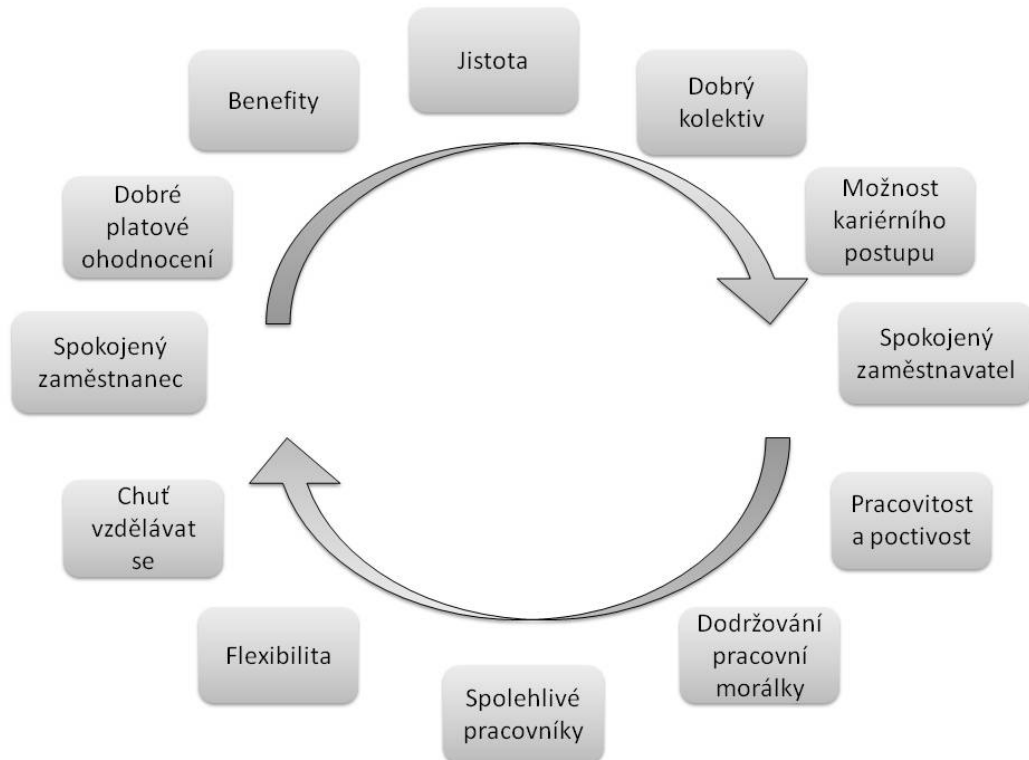 Jistota
Benefity
Dobrý
kolektiv
Dobré
platové
ohodnocení
Možnost
kariérního
postupu
Spokojený
zaměstnanec
Spokojený
zaměstnavatel
Chuť
vzdělávat
se
Pracovitost
a poctivost
Flexibilita
Dodržování
pracovní
morálky
Spolehlivé
pracovníky